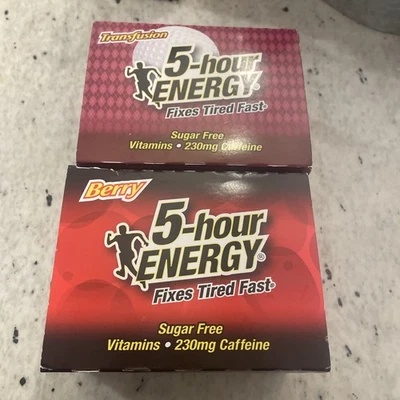 Transfusion
5-hour
ENERGY®
Fixes Tired Fast®
Sugar Free
Vitamins • 230mg Caffeine
Berry
5-hour
ENERGY®
Fixes Tired Fast®
Sugar Free
Vitamins • 230mg Caffeine